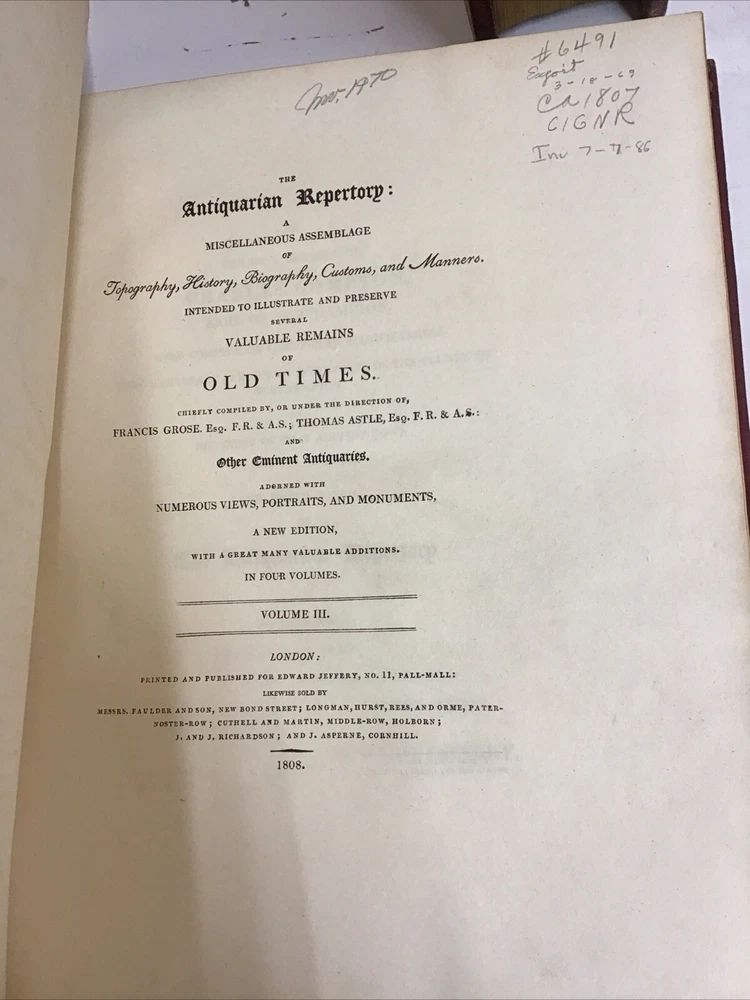 Inv. 1970
#6491
3-18-69
Ca 1807
CIGNR
Inv 7-7-86
THE
Antiquarian Repertory:
A
MISCELLANEOUS ASSEMBLAGE
OF
Topography, History, Biography, Customs, and Manners.
INTENDED TO ILLUSTRATE AND PRESERVE
SEVERAL
VALUABLE REMAINS
OF
OLD TIMES.
CHIEFLY COMPILED BY, OR UNDER THE DIRECTION OF,
FRANCIS GROSE. Esq. F. R. & A.S.; THOMAS ASTLE, Esq. F. R. & A.S.:
AND
Other Eminent Antiquaries.
ADORNED WITH
NUMEROUS VIEWS, PORTRAITS, AND MONUMENTS,
A NEW EDITION,
WITH A GREAT MANY VALUABLE ADDITIONS.
IN FOUR VOLUMES.
VOLUME III.
LONDON:
PRINTED AND PUBLISHED FOR EDWARD JEFFERY, NO. 11, PALL-MALL:
LIKEWISE SOLD BY
MESSRS. FAULDER AND SON, NEW BOND STREET; LONGMAN, HURST, REES, AND ORME, PATER-
NOSTER-ROW; CUTHELL AND MARTIN, MIDDLE-ROW, HOLBORN;
J. AND J. RICHARDSON; AND J. ASPERNE, CORNHILL.
1808.